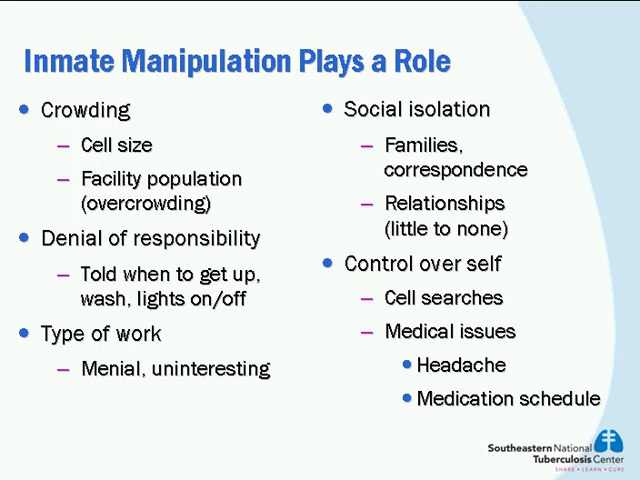 Inmate Manipulation Plays a Role
• Crowding
– Cell size
– Facility population
(overcrowding)
• Denial of responsibility
– Told when to get up,
wash, lights on/off
• Type of work
– Menial, uninteresting
• Social isolation
– Families,
correspondence
– Relationships
(little to none)
• Control over self
– Cell searches
– Medical issues
• Headache
• Medication schedule
Southeastern National
Tuberculosis Center
SHARE • LEARN • CURE